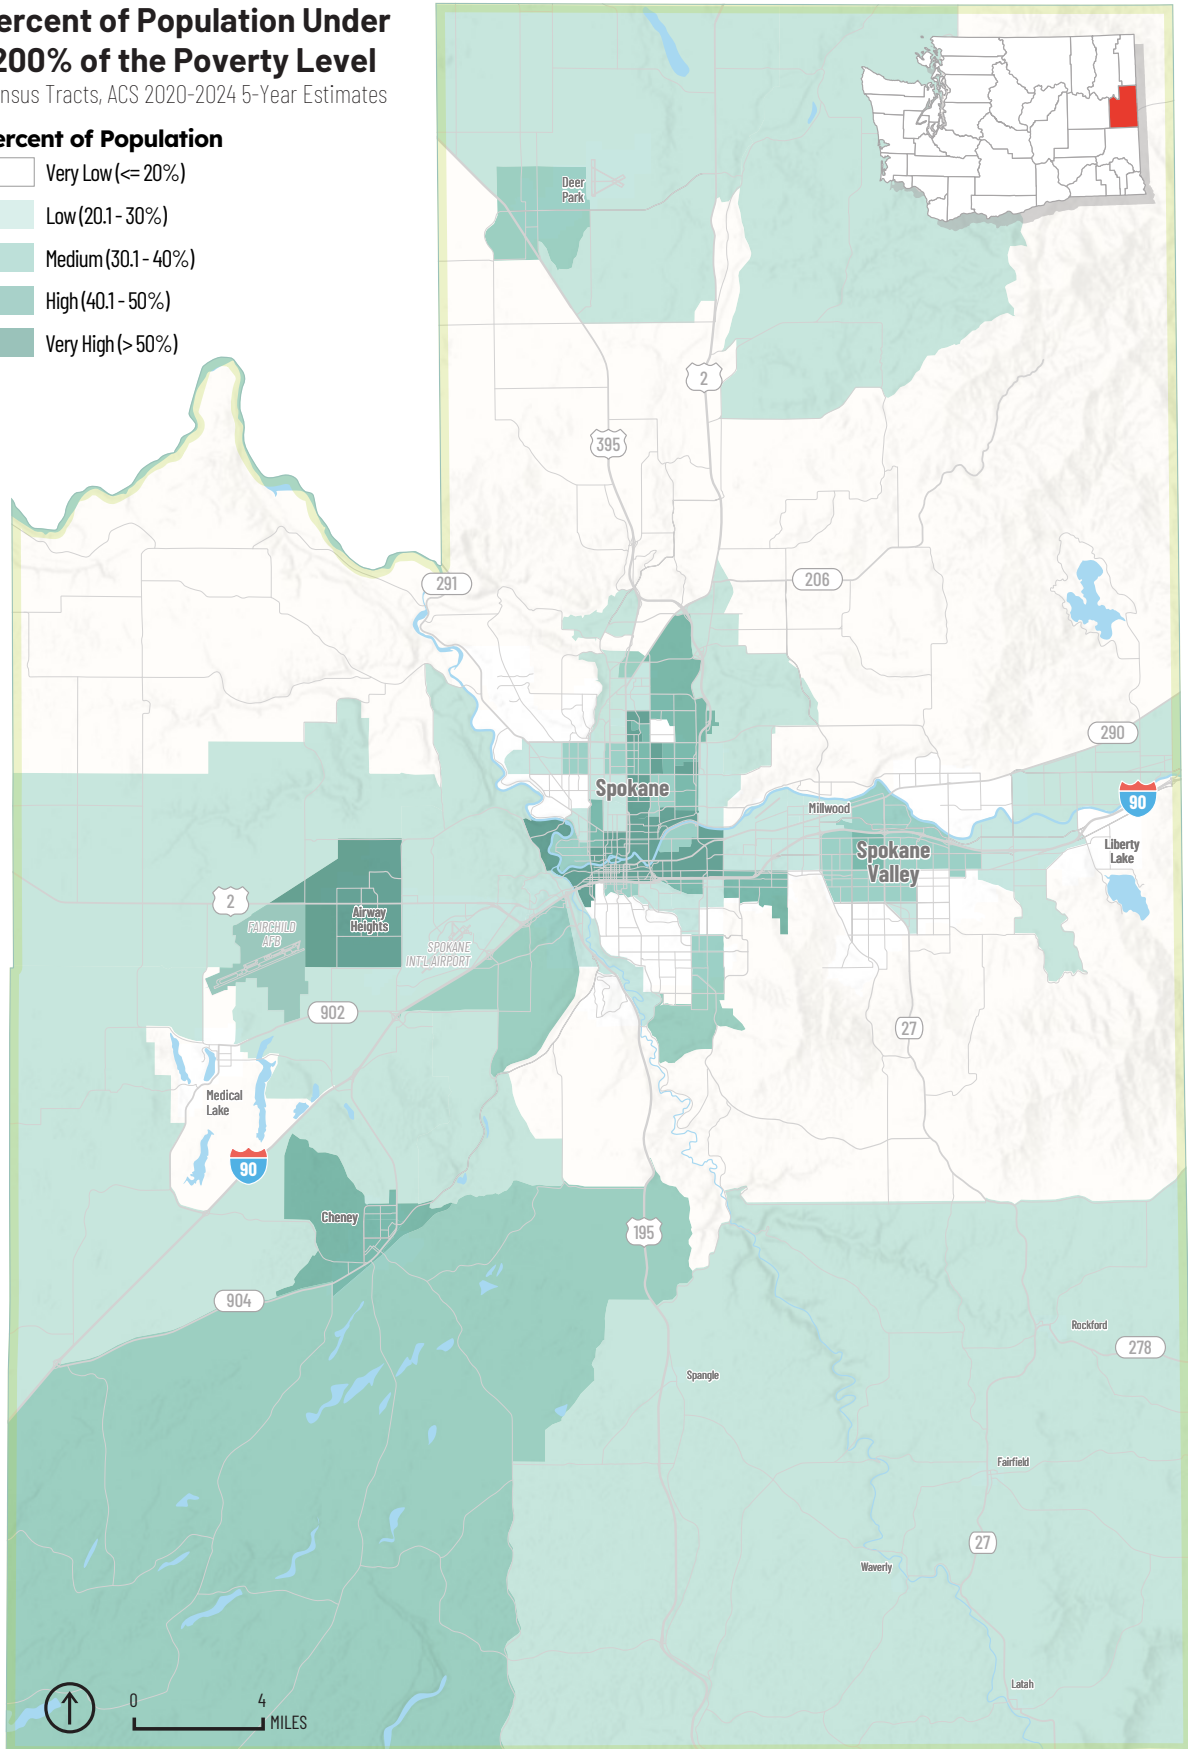 ercent of Population Under
200% of the Poverty Level
nsus Tracts, ACS 2020-2024 5-Year Estimates
ercent of Population
Very Low (<= 20%)
Low (20.1 - 30%)
Medium (30.1 - 40%)
High (40.1 - 50%)
Very High (> 50%)
Deer
Park
2
395
291
206
290
90
Spokane
Millwood
Spokane
Valley
Liberty
Lake
2
Airway
Heights
FAIRCHILD
AFB
SPOKANE
INT'L AIRPORT
902
27
Medical
Lake
90
Cheney
195
904
Rockford
278
Spangle
Fairfield
27
Waverly
Latah
0 4
MILES